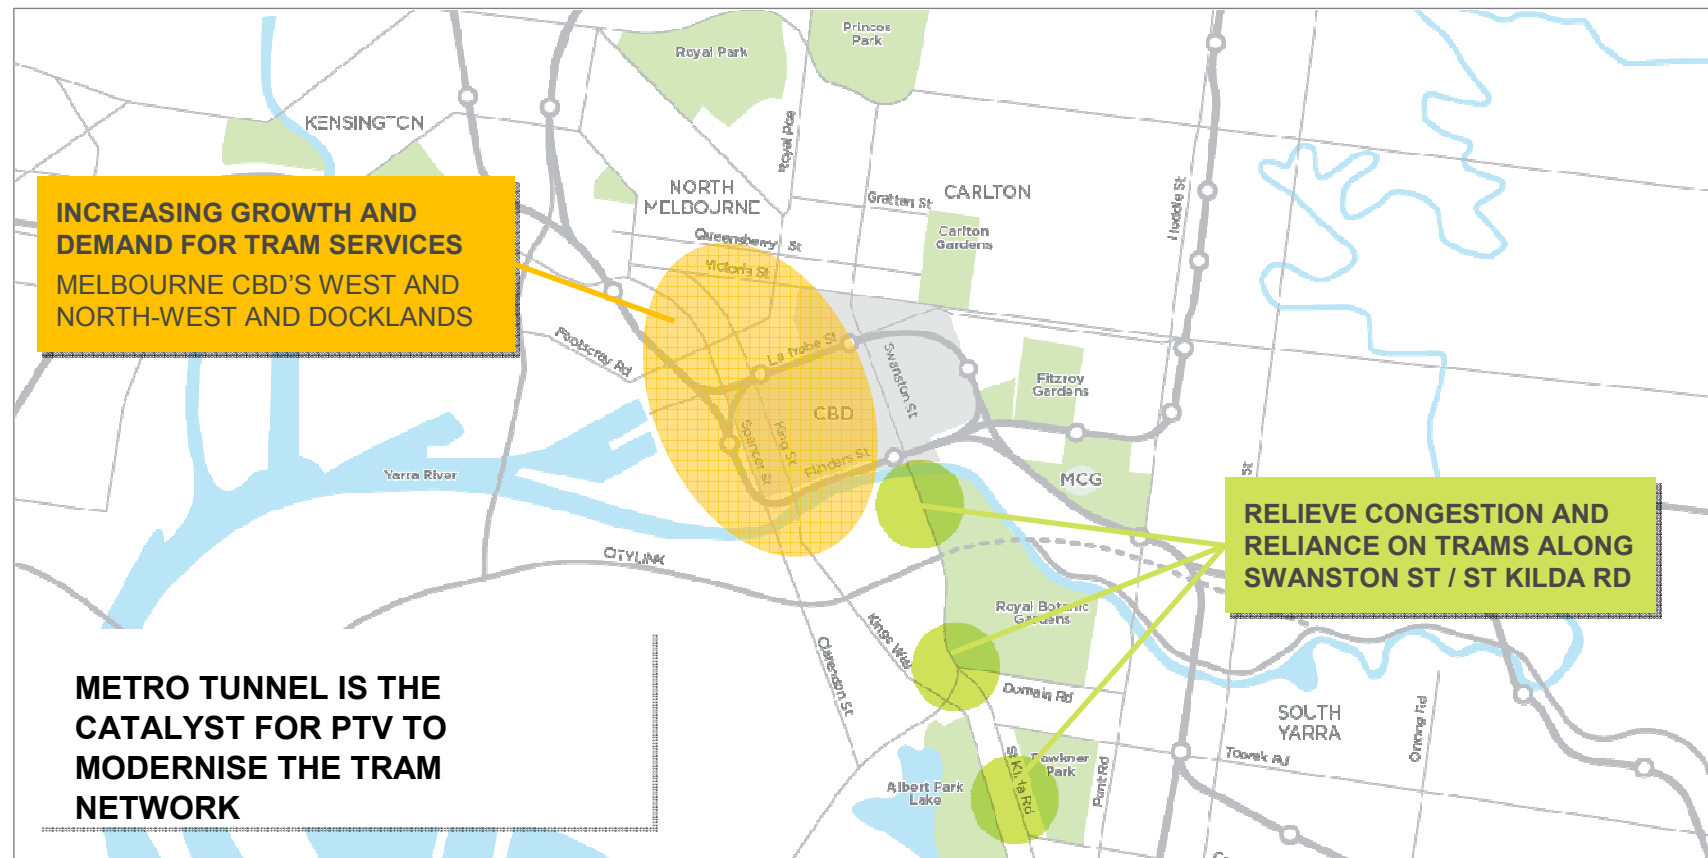 Royal Park
Princes
Park
KENSINGTON
Royal Pde
NORTH
MELBOURNE
CARLTON
Grattan St
Hoddle St
Carlton
Gardens
Queensberry St
Victoria St
INCREASING GROWTH AND
DEMAND FOR TRAM SERVICES
MELBOURNE CBD'S WEST AND
NORTH-WEST AND DOCKLANDS
Footscray Rd
La Trobe St
Swanston St
Fitzroy
Gardens
CBD
King St
Spencer St
Flinders St
Yarra River
MCG
St
RELIEVE CONGESTION AND
RELIANCE ON TRAMS ALONG
SWANSTON ST / ST KILDA RD
CITYLINK
Royal Botanic
Gardens
Kings Way
Clarendon St
Domain Rd
METRO TUNNEL IS THE
CATALYST FOR PTV TO
MODERNISE THE TRAM
NETWORK
SOUTH
YARRA
Toorak Rd
Orrong Rd
St Kilda Rd
Fawkner
Park
Punt Rd
Albert Park
Lake